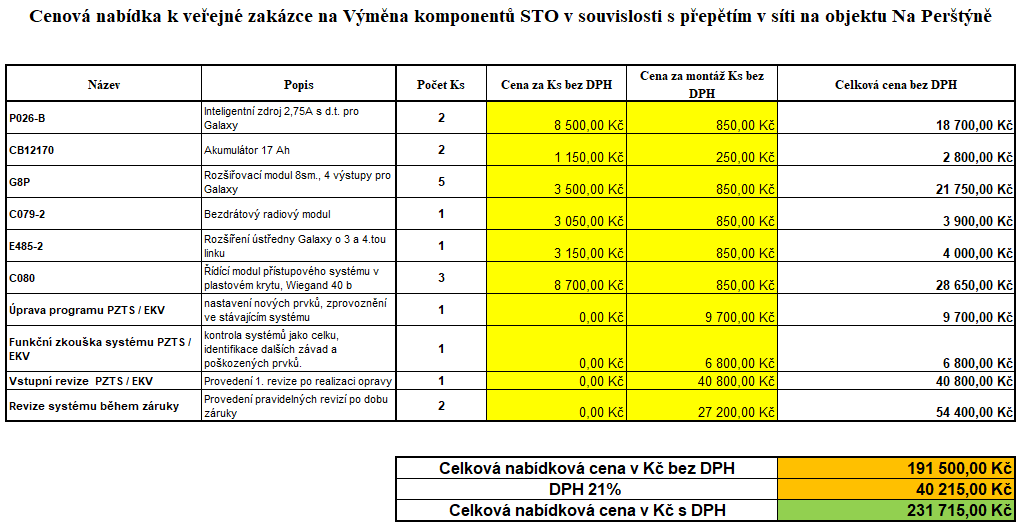 Cenová nabídka k veřejné zakázce na Výměna komponentů STO v souvislosti s přepětím v síti na objektu Na Perštýně
Název Popis Počet Ks Cena za Ks bez DPH Cena za montáž Ks bez DPH Celková cena bez DPH
P026-B Inteligentní zdroj 2,75A s d.t. pro Galaxy 2 8 500,00 Kč 850,00 Kč 18 700,00 Kč
CB12170 Akumulátor 17 Ah 2 1 150,00 Kč 250,00 Kč 2 800,00 Kč
G8P Rozšiřovací modul 8sm., 4 výstupy pro Galaxy 5 3 500,00 Kč 850,00 Kč 21 750,00 Kč
C079-2 Bezdrátový radiový modul 1 3 050,00 Kč 850,00 Kč 3 900,00 Kč
E485-2 Rozšíření ústředny Galaxy o 3 a 4.tou linku 1 3 150,00 Kč 850,00 Kč 4 000,00 Kč
C080 Řídící modul přístupového systému v plastovém krytu, Wiegand 40 b 3 8 700,00 Kč 850,00 Kč 28 650,00 Kč
Úprava programu PZTS / EKV nastavení nových prvků, zprovoznění ve stávajícím systému 1 0,00 Kč 9 700,00 Kč 9 700,00 Kč
Funkční zkouška systému PZTS / EKV kontrola systémů jako celku, identifikace dalších závad a poškozených prvků. 1 0,00 Kč 6 800,00 Kč 6 800,00 Kč
Vstupní revize PZTS / EKV Provedení 1. revize po realizaci opravy 1 0,00 Kč 40 800,00 Kč 40 800,00 Kč
Revize systému během záruky Provedení pravidelných revizí po dobu záruky 2 0,00 Kč 27 200,00 Kč 54 400,00 Kč
Celková nabídková cena v Kč bez DPH 191 500,00 Kč
DPH 21% 40 215,00 Kč
Celková nabídková cena v Kč s DPH 231 715,00 Kč